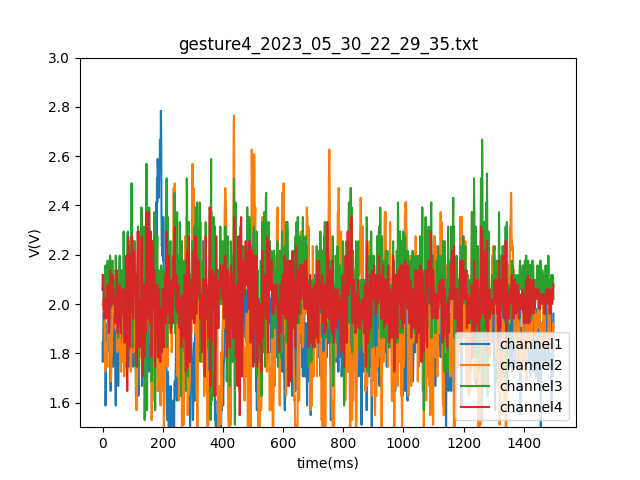 gesture4_2023_05_30_22_29_35.txt
3.0
2.8
2.6
2.4
2.2
2.0
1.8
1.6
V(V)
channel1
channel2
channel3
channel4
0 200 400 600 800 1000 1200 1400
time(ms)